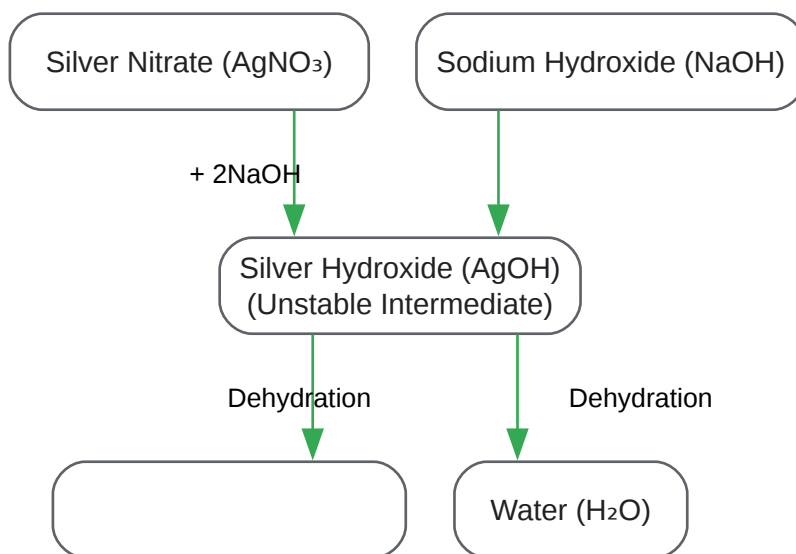 Silver Nitrate (AgNO₃)
Sodium Hydroxide (NaOH)
+ 2NaOH
Silver Hydroxide (AgOH)
(Unstable Intermediate)
Dehydration
Dehydration
Water (H₂O)